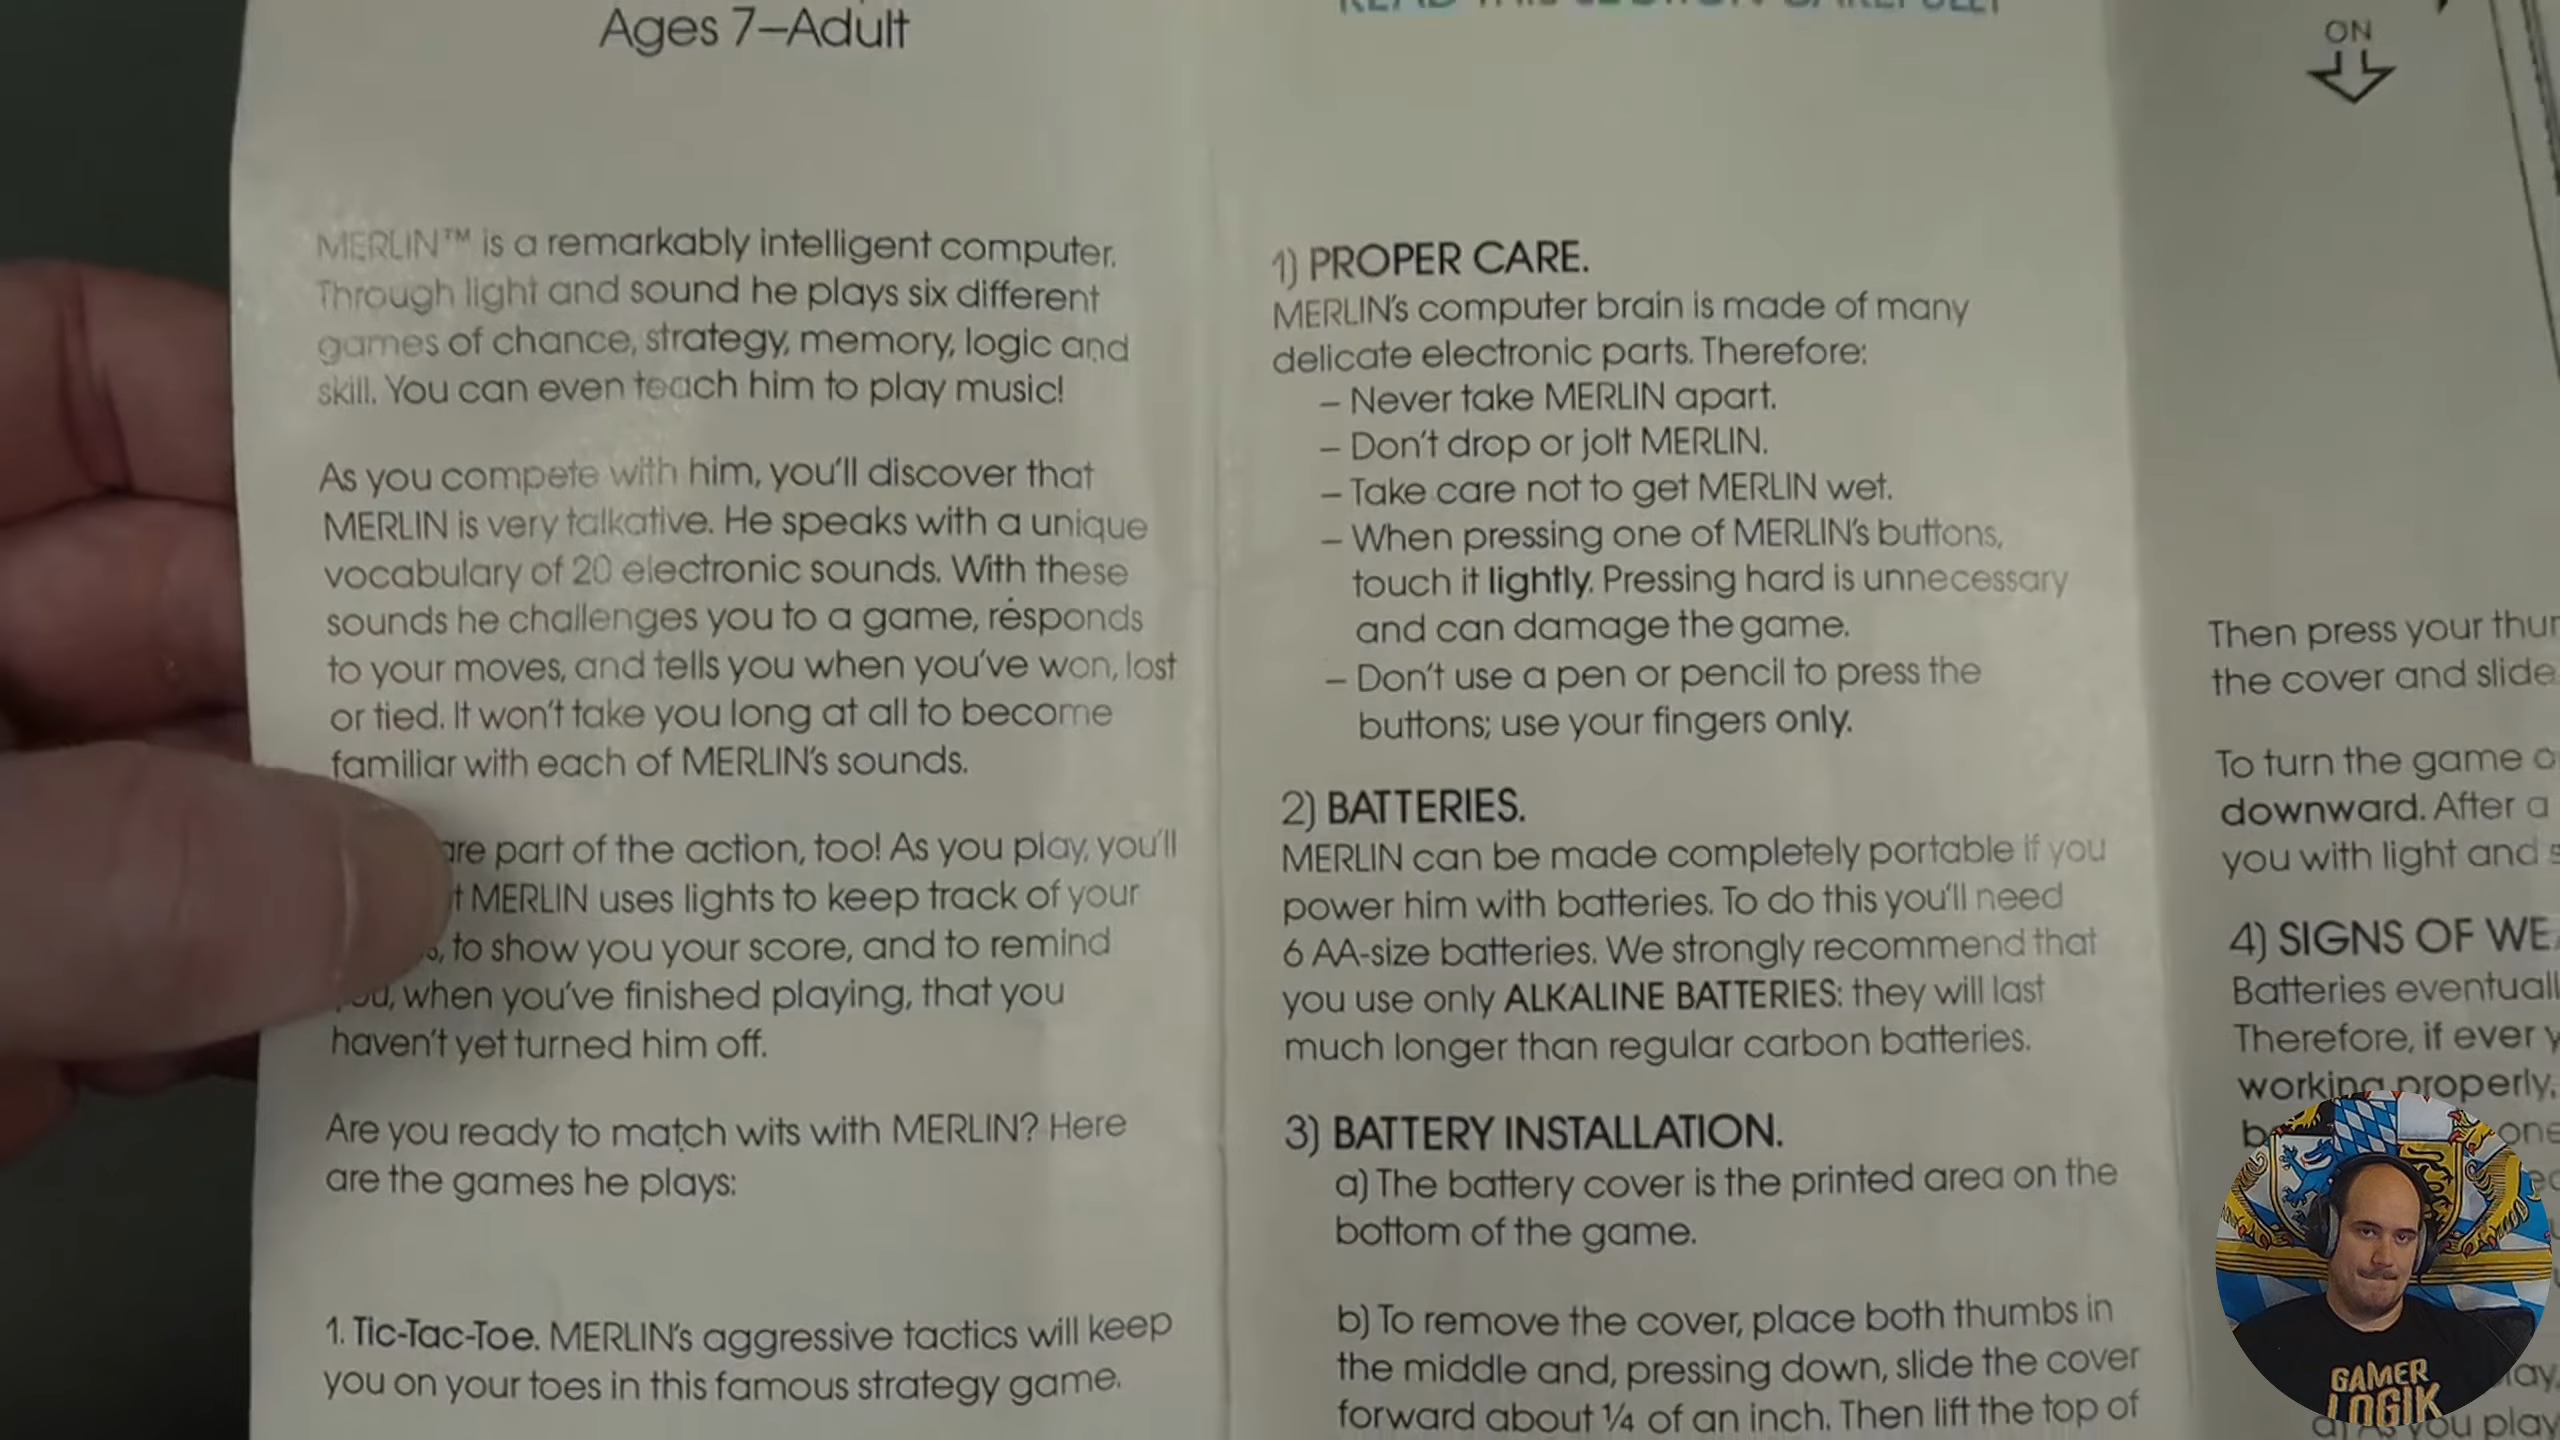 Ages 7–Adult
MERLIN™ is a remarkably intelligent computer.
Through light and sound he plays six different
games of chance, strategy, memory, logic and
skill. You can even teach him to play music!
As you compete with him, you'll discover that
MERLIN is very talkative. He speaks with a unique
vocabulary of 20 electronic sounds. With these
sounds he challenges you to a game, responds
to your moves, and tells you when you've won, lost
or tied. It won't take you long at all to become
familiar with each of MERLIN's sounds.
are part of the action, too! As you play, you'll
MERLIN uses lights to keep track of your
to show you your score, and to remind
you, when you've finished playing, that you
haven't yet turned him off.
Are you ready to match wits with MERLIN? Here
are the games he plays:
1. Tic-Tac-Toe. MERLIN's aggressive tactics will keep
you on your toes in this famous strategy game.
READ THIS SECTION CAREFULLY
1) PROPER CARE.
MERLIN's computer brain is made of many
delicate electronic parts. Therefore:
– Never take MERLIN apart.
– Don't drop or jolt MERLIN.
– Take care not to get MERLIN wet.
– When pressing one of MERLIN's buttons,
touch it lightly. Pressing hard is unnecessary
and can damage the game.
– Don't use a pen or pencil to press the
buttons; use your fingers only.
2) BATTERIES.
MERLIN can be made completely portable if you
power him with batteries. To do this you'll need
6 AA-size batteries. We strongly recommend that
you use only ALKALINE BATTERIES: they will last
much longer than regular carbon batteries.
3) BATTERY INSTALLATION.
a) The battery cover is the printed area on the
bottom of the game.
b) To remove the cover, place both thumbs in
the middle and, pressing down, slide the cover
forward about ¼ of an inch. Then lift the top of
ON
Then press your
the cover and slide
To turn the game
downward. After a
you with light and
4) SIGNS OF
Batteries
Therefore, if ever
working properly,
you play
GAMER
LOGIK